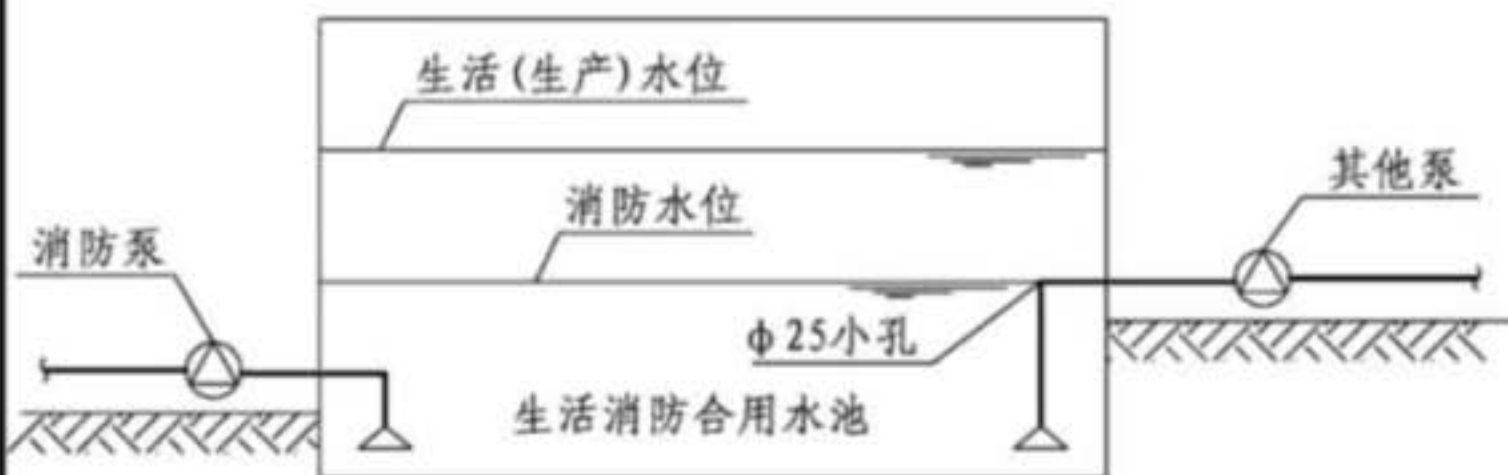 生活(生产)水位
其他泵
消防水位
消防泵
ϕ25小孔
生活消防合用水池